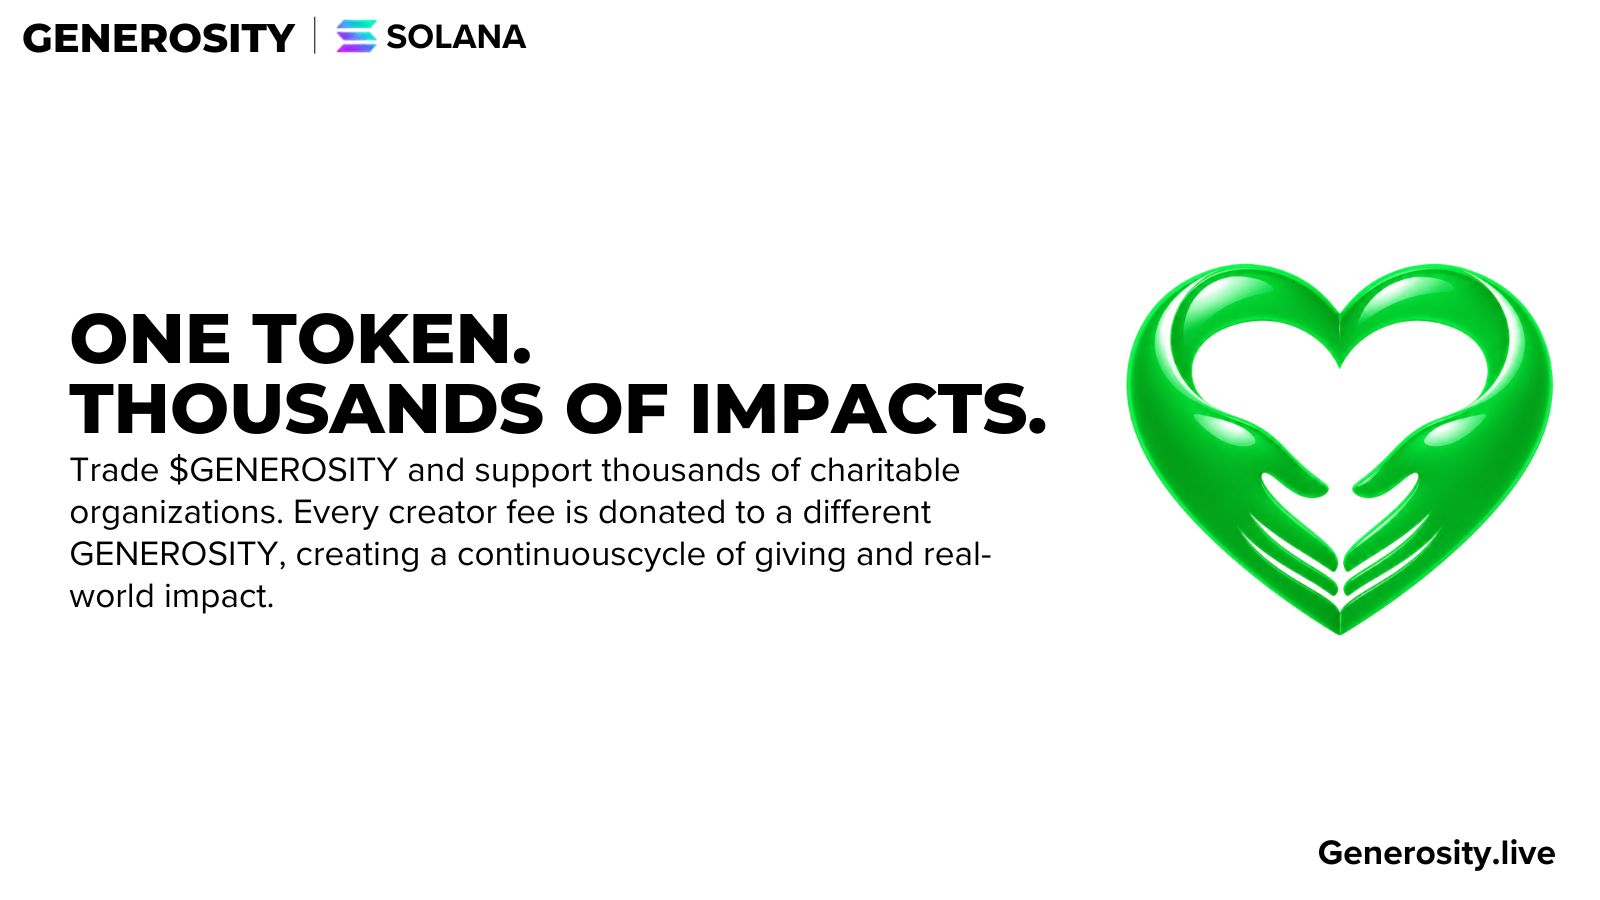 GENEROSITY | SOLANA
ONE TOKEN.
THOUSANDS OF IMPACTS.
Trade $GENEROSITY and support thousands of charitable
organizations. Every creator fee is donated to a different
GENEROSITY, creating a continuouscycle of giving and real-
world impact.
Generosity.live